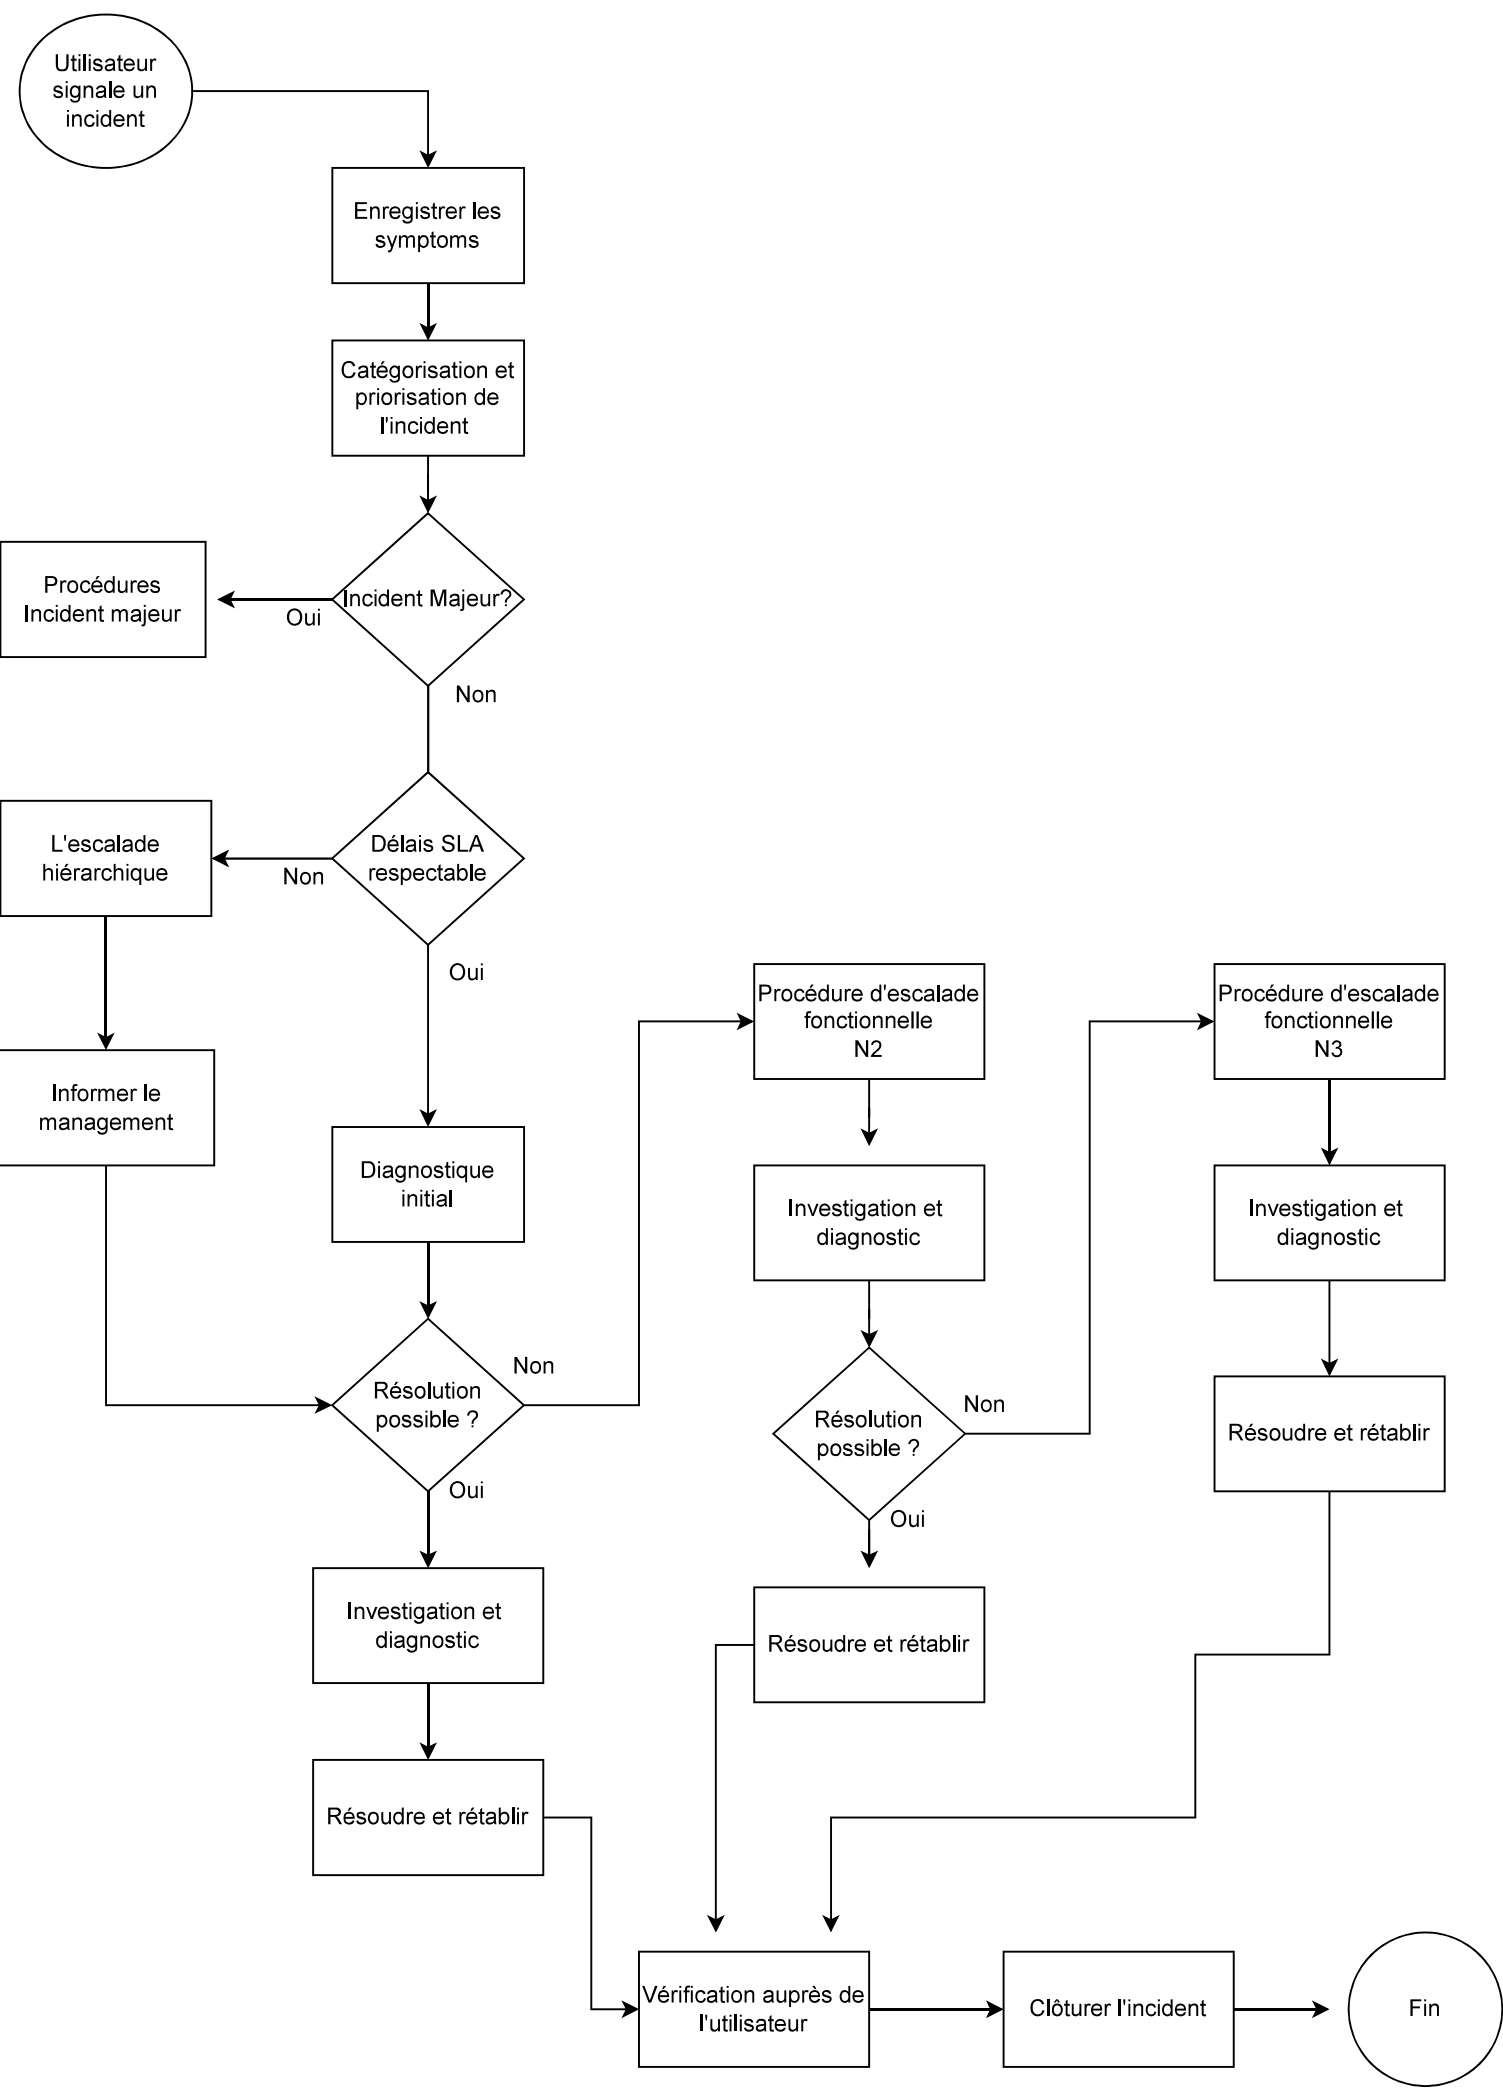 Utilisateur
signale un
incident
Enregistrer les
symptoms
Catégorisation et
priorisation de
l'incident
Procédures
Incident majeur
Oui
Incident Majeur?
Non
L'escalade
hiérarchique
Non
Délais SLA
respectable
Oui
Informer le
management
Diagnostique
initial
Procédure d'escalade
fonctionnelle
N2
Procédure d'escalade
fonctionnelle
N3
Investigation et
diagnostic
Investigation et
diagnostic
Résolution
possible ?
Non
Oui
Résolution
possible ?
Non
Oui
Résoudre et rétablir
Investigation et
diagnostic
Résoudre et rétablir
Résoudre et rétablir
Vérification auprès de
l'utilisateur
Clôturer l'incident
Fin